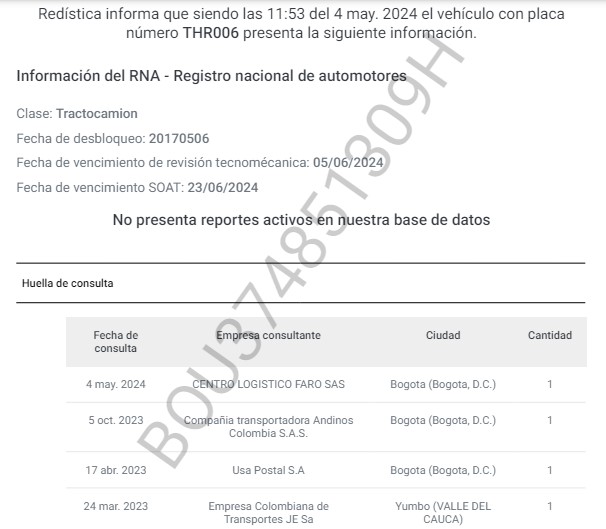 Redística informa que siendo las 11:53 del 4 may. 2024 el vehículo con placa
número THR006 presenta la siguiente información.
Información del RNA - Registro nacional de automotores
Clase: Tractocamion
Fecha de desbloqueo: 20170506
Fecha de vencimiento de revisión tecnomécanica: 05/06/2024
Fecha de vencimiento SOAT: 23/06/2024
No presenta reportes activos en nuestra base de datos
Huella de consulta
Fecha de consulta Empresa consultante Ciudad Cantidad
4 may. 2024 CENTRO LOGISTICO FARO SAS Bogota (Bogota, D.C.) 1
5 oct. 2023 Compañia transportadora Andinos Colombia S.A.S. Bogota (Bogota, D.C.) 1
17 abr. 2023 Usa Postal S.A Bogota (Bogota, D.C.) 1
24 mar. 2023 Empresa Colombiana de Transportes JE Sa Yumbo (VALLE DEL CAUCA) 1
BOU3748513​09H